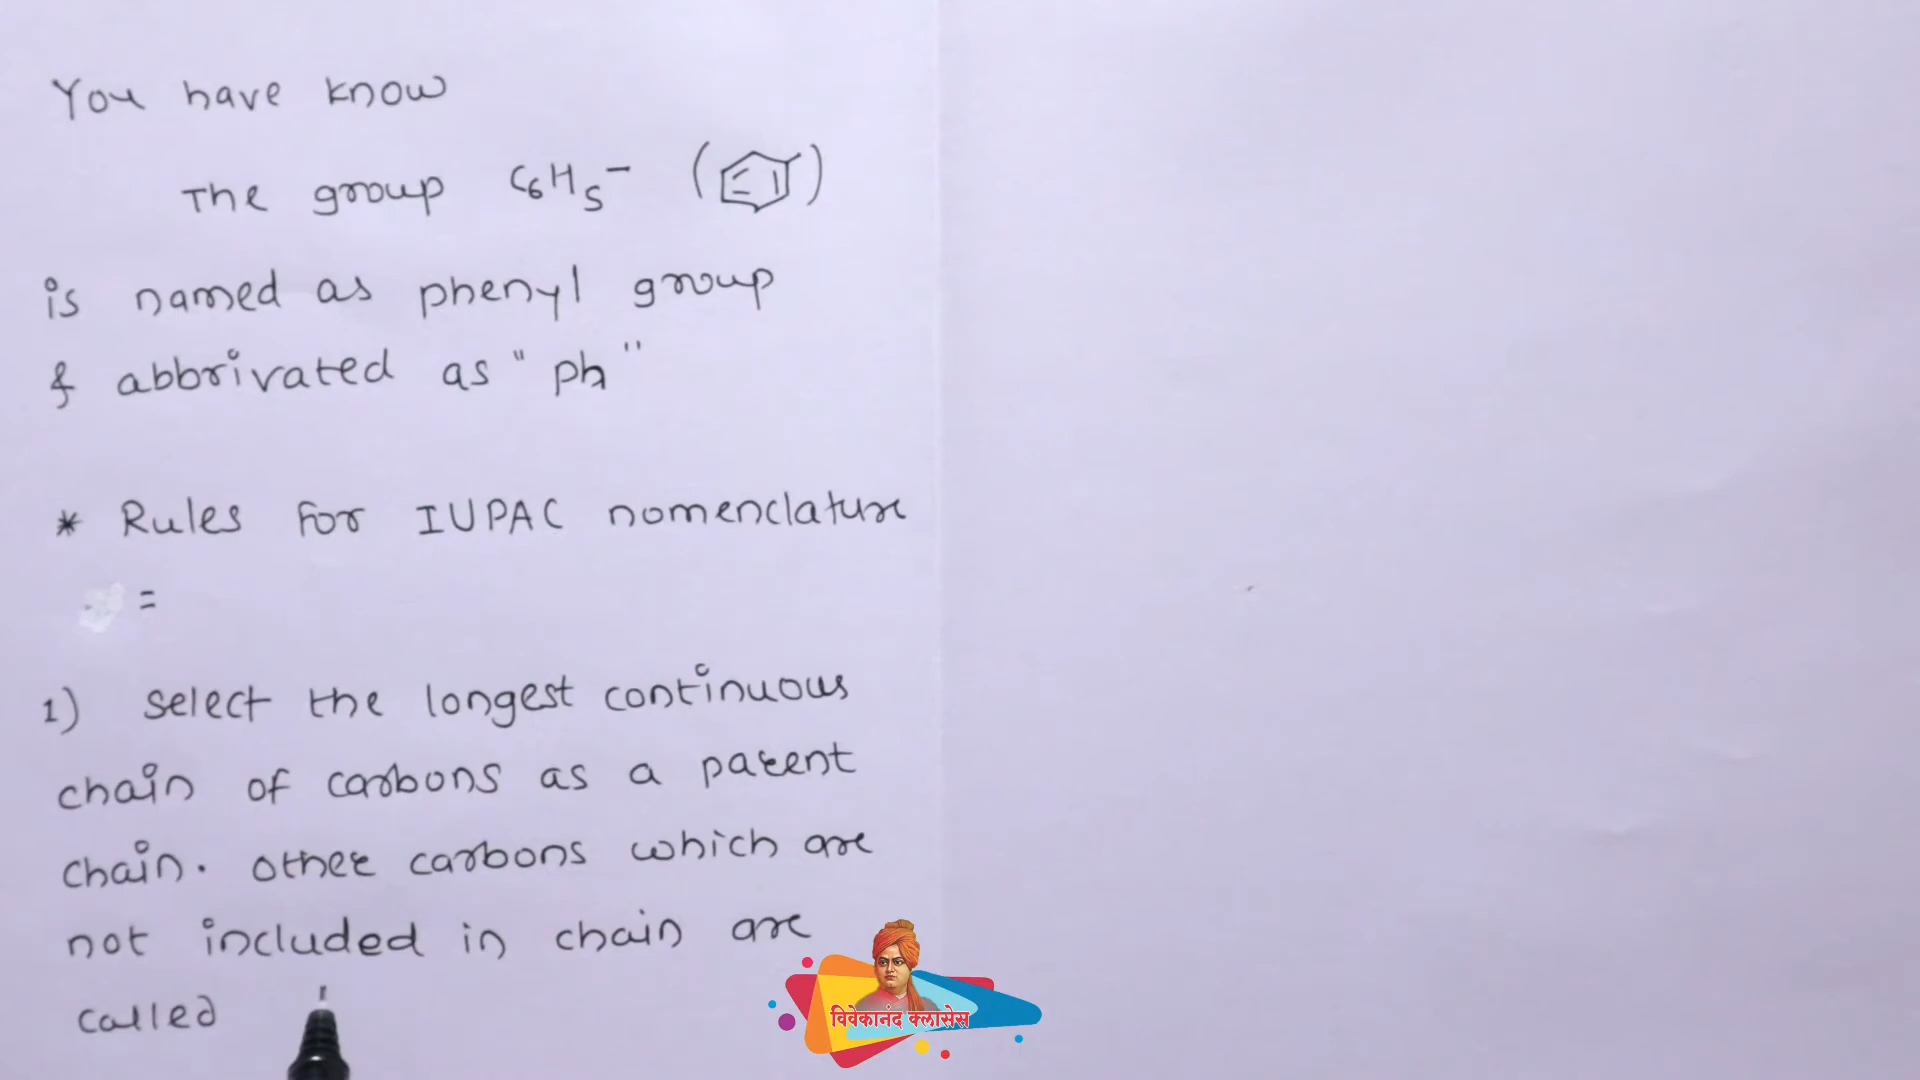 You have know
The group C6H5- ( )
is named as phenyl group
& abbrivated as "ph"
* Rules For IUPAC nomenclature
=
1) select the longest continuous
chain of carbons as a parent
chain. other carbons which are
not included in chain are
called
विवेकानंद क्लासेस